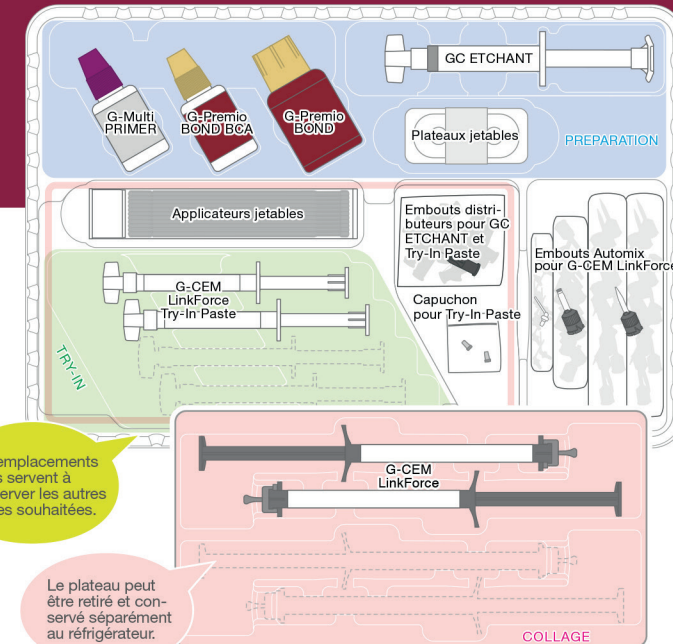 GC ETCHANT
G-Multi
PRIMER
G-Premio
BOND BCA
G-Premio
BOND
Plateaux jetables
PREPARATION
Applicateurs jetables
Embouts distri-
buteurs pour GC
ETCHANT et
Try-In Paste
Embouts Automix
pour G-CEM LinkForce
G-CEM
LinkForce
Try-In Paste
Capuchon
pour Try-In Paste
TRY-IN
emplacements
s servent à
erver les autres
es souhaitées.
G-CEM
LinkForce
Le plateau peut
être retiré et con-
servé séparément
au réfrigérateur.
COLLAGE